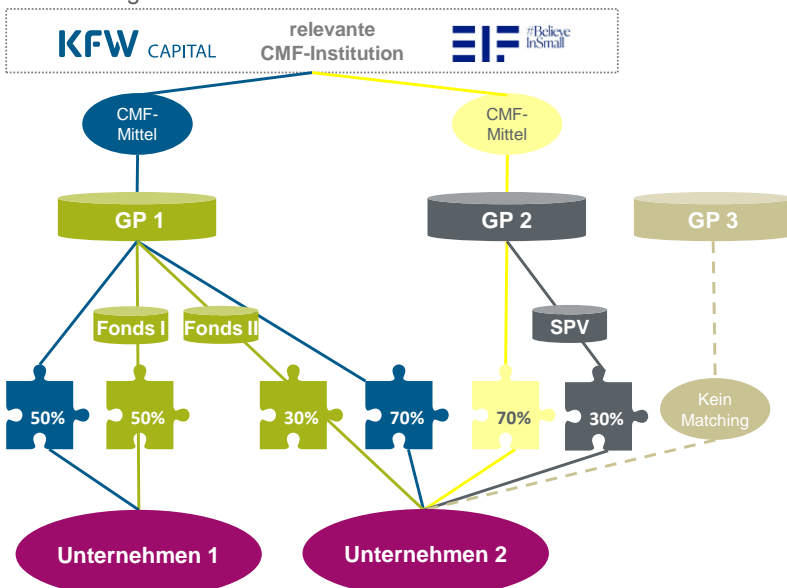 KFW CAPITAL
relevante
CMF-Institution
EIF #Believe
InSmall
CMF-
Mittel
CMF-
Mittel
GP 1
GP 2
GP 3
Fonds I
Fonds II
SPV
50%
50%
30%
70%
70%
30%
Kein
Matching
Unternehmen 1
Unternehmen 2